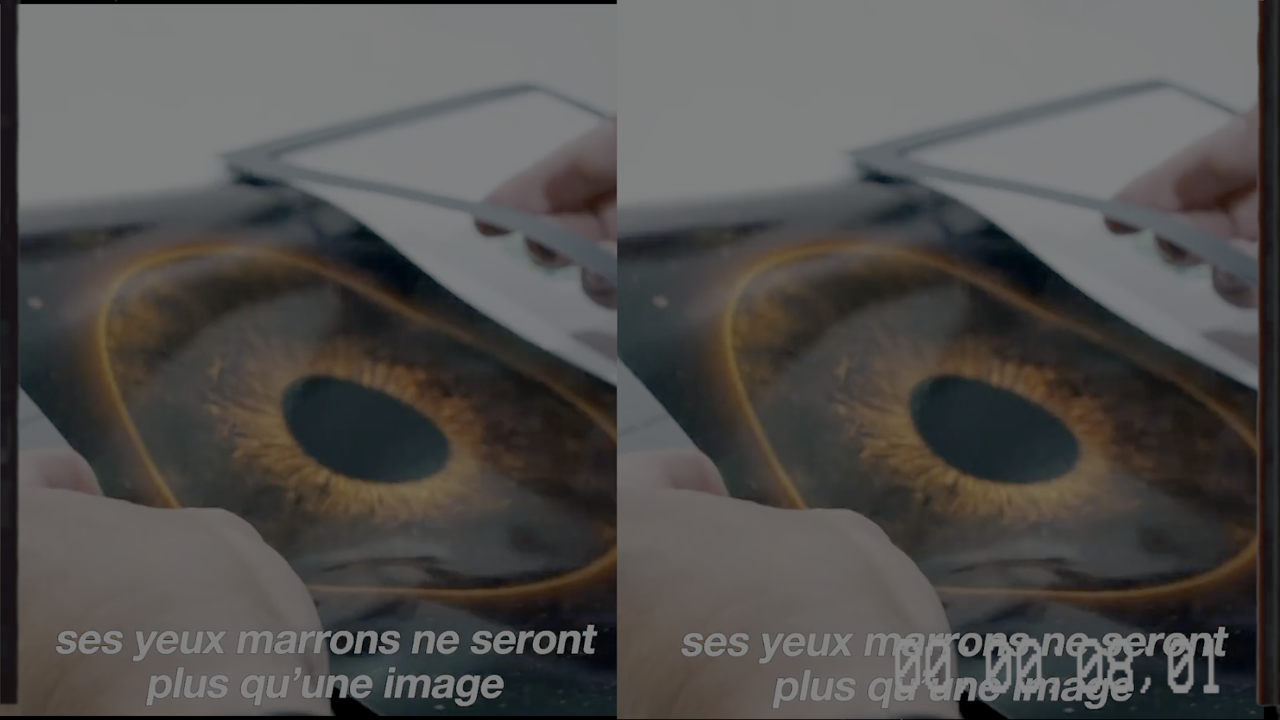 ses yeux marrons ne seront
plus qu'une image
ses yeux marrons ne seront
plus qu'une image
00 00 08,01